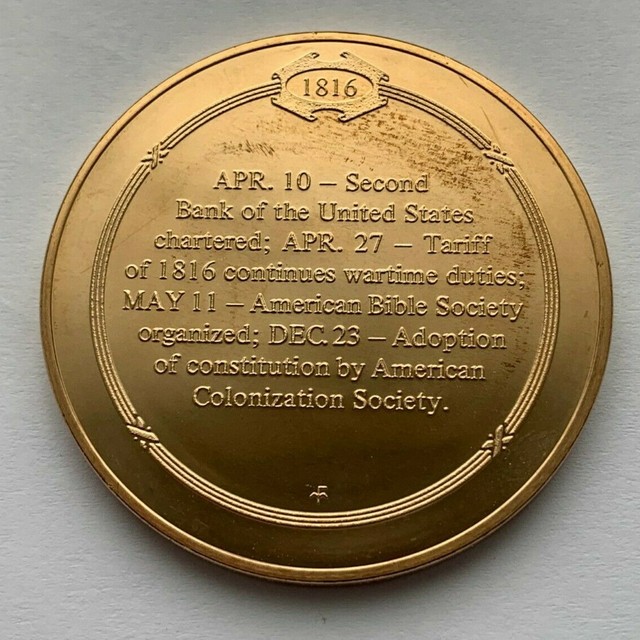 1816
APR. 10 – Second
Bank of the United States
chartered; APR. 27 – Tariff
of 1816 continues wartime duties;
MAY 11 – American Bible Society
organized; DEC. 23 – Adoption
of constitution by American
Colonization Society.